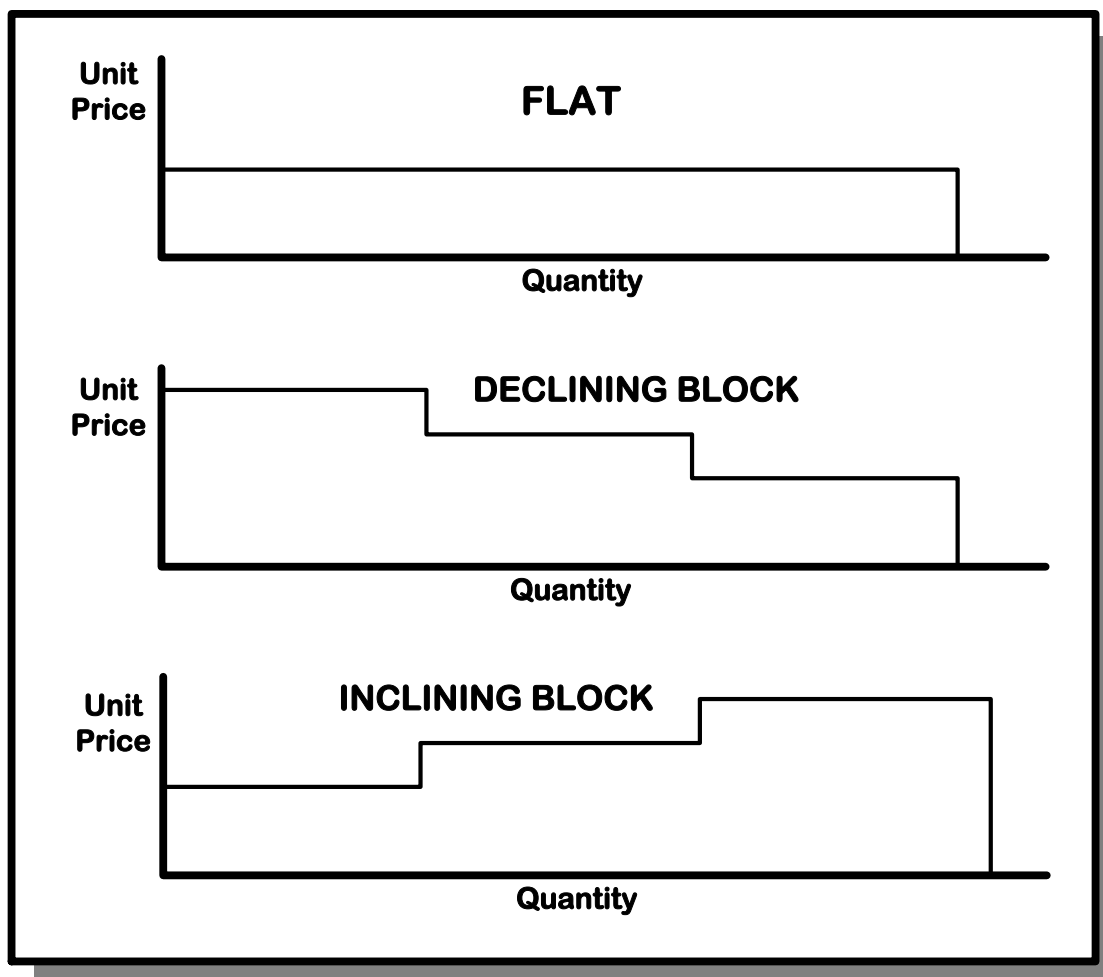 Unit
Price
FLAT
Quantity
Unit
Price
DECLINING BLOCK
Quantity
Unit
Price
INCLINING BLOCK
Quantity